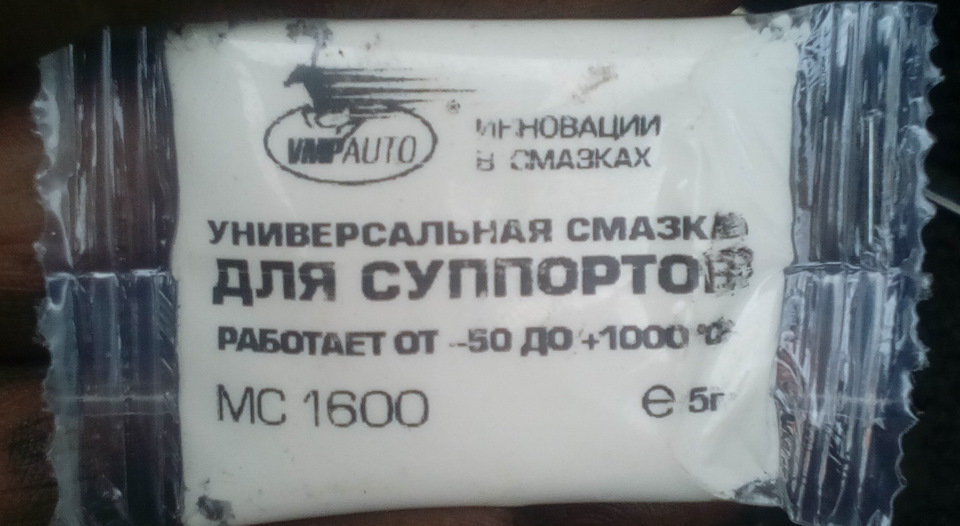 VMPAUTO ®
ИННОВАЦИИ
В СМАЗКАХ
УНИВЕРСАЛЬНАЯ СМАЗКА
ДЛЯ СУППОРТОВ
РАБОТАЕТ ОТ -50 ДО +1000 °С
МС 1600
℮ 5г